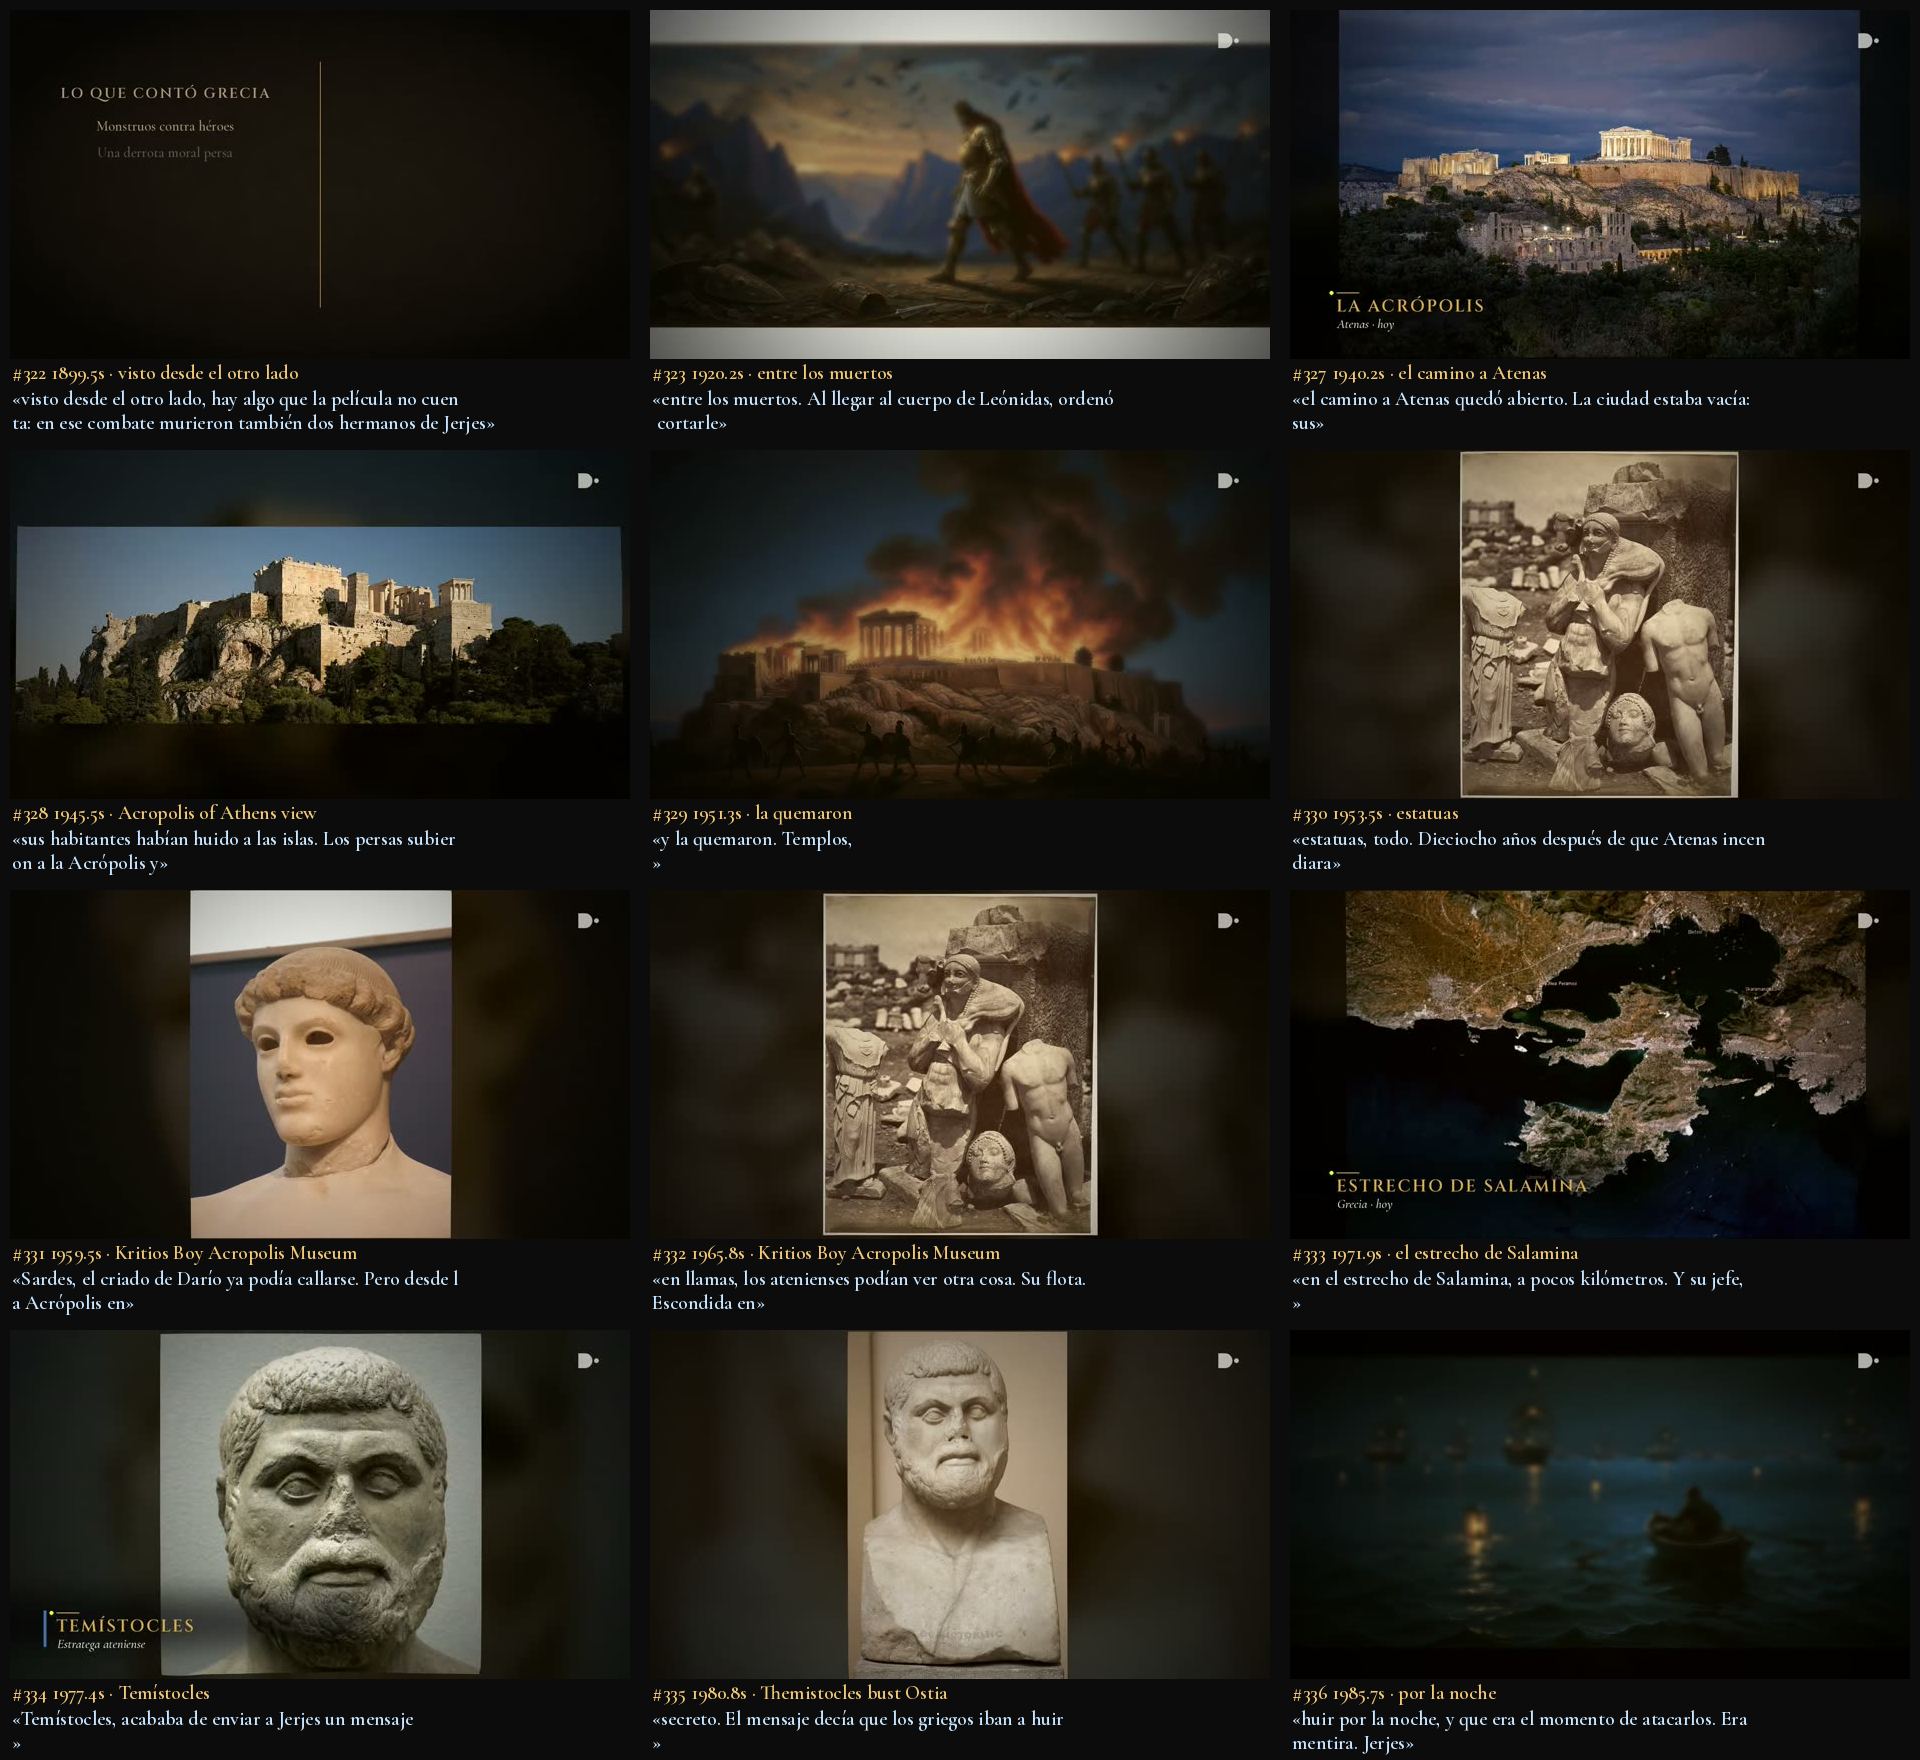 LO QUE CONTÓ GRECIA
Monstruos contra héroes
Una derrota moral persa
#322 1899.5s · visto desde el otro lado
«visto desde el otro lado, hay algo que la película no cuen
ta: en ese combate murieron también dos hermanos de Jerjes»
#323 1920.2s · entre los muertos
«entre los muertos. Al llegar al cuerpo de Leónidas, ordenó
cortarle»
LA ACRÓPOLIS
Atenas · hoy
#327 1940.2s · el camino a Atenas
«el camino a Atenas quedó abierto. La ciudad estaba vacía:
sus»
#328 1945.5s · Acropolis of Athens view
«sus habitantes habían huido a las islas. Los persas subier
on a la Acrópolis y»
#329 1951.3s · la quemaron
«y la quemaron. Templos,
»
#330 1953.5s · estatuas
«estatuas, todo. Dieciocho años después de que Atenas incen
diara»
#331 1959.5s · Kritios Boy Acropolis Museum
«Sardes, el criado de Darío ya podía callarse. Pero desde l
a Acrópolis en»
#332 1965.8s · Kritios Boy Acropolis Museum
«en llamas, los atenienses podían ver otra cosa. Su flota.
Escondida en»
ESTRECHO DE SALAMINA
Grecia · hoy
#333 1971.9s · el estrecho de Salamina
«en el estrecho de Salamina, a pocos kilómetros. Y su jefe,
»
TEMÍSTOCLES
Estratega ateniense
#334 1977.4s · Temístocles
«Temístocles, acababa de enviar a Jerjes un mensaje
»
#335 1980.8s · Themistocles bust Ostia
«secreto. El mensaje decía que los griegos iban a huir
»
#336 1985.7s · por la noche
«huir por la noche, y que era el momento de atacarlos. Era
mentira. Jerjes»